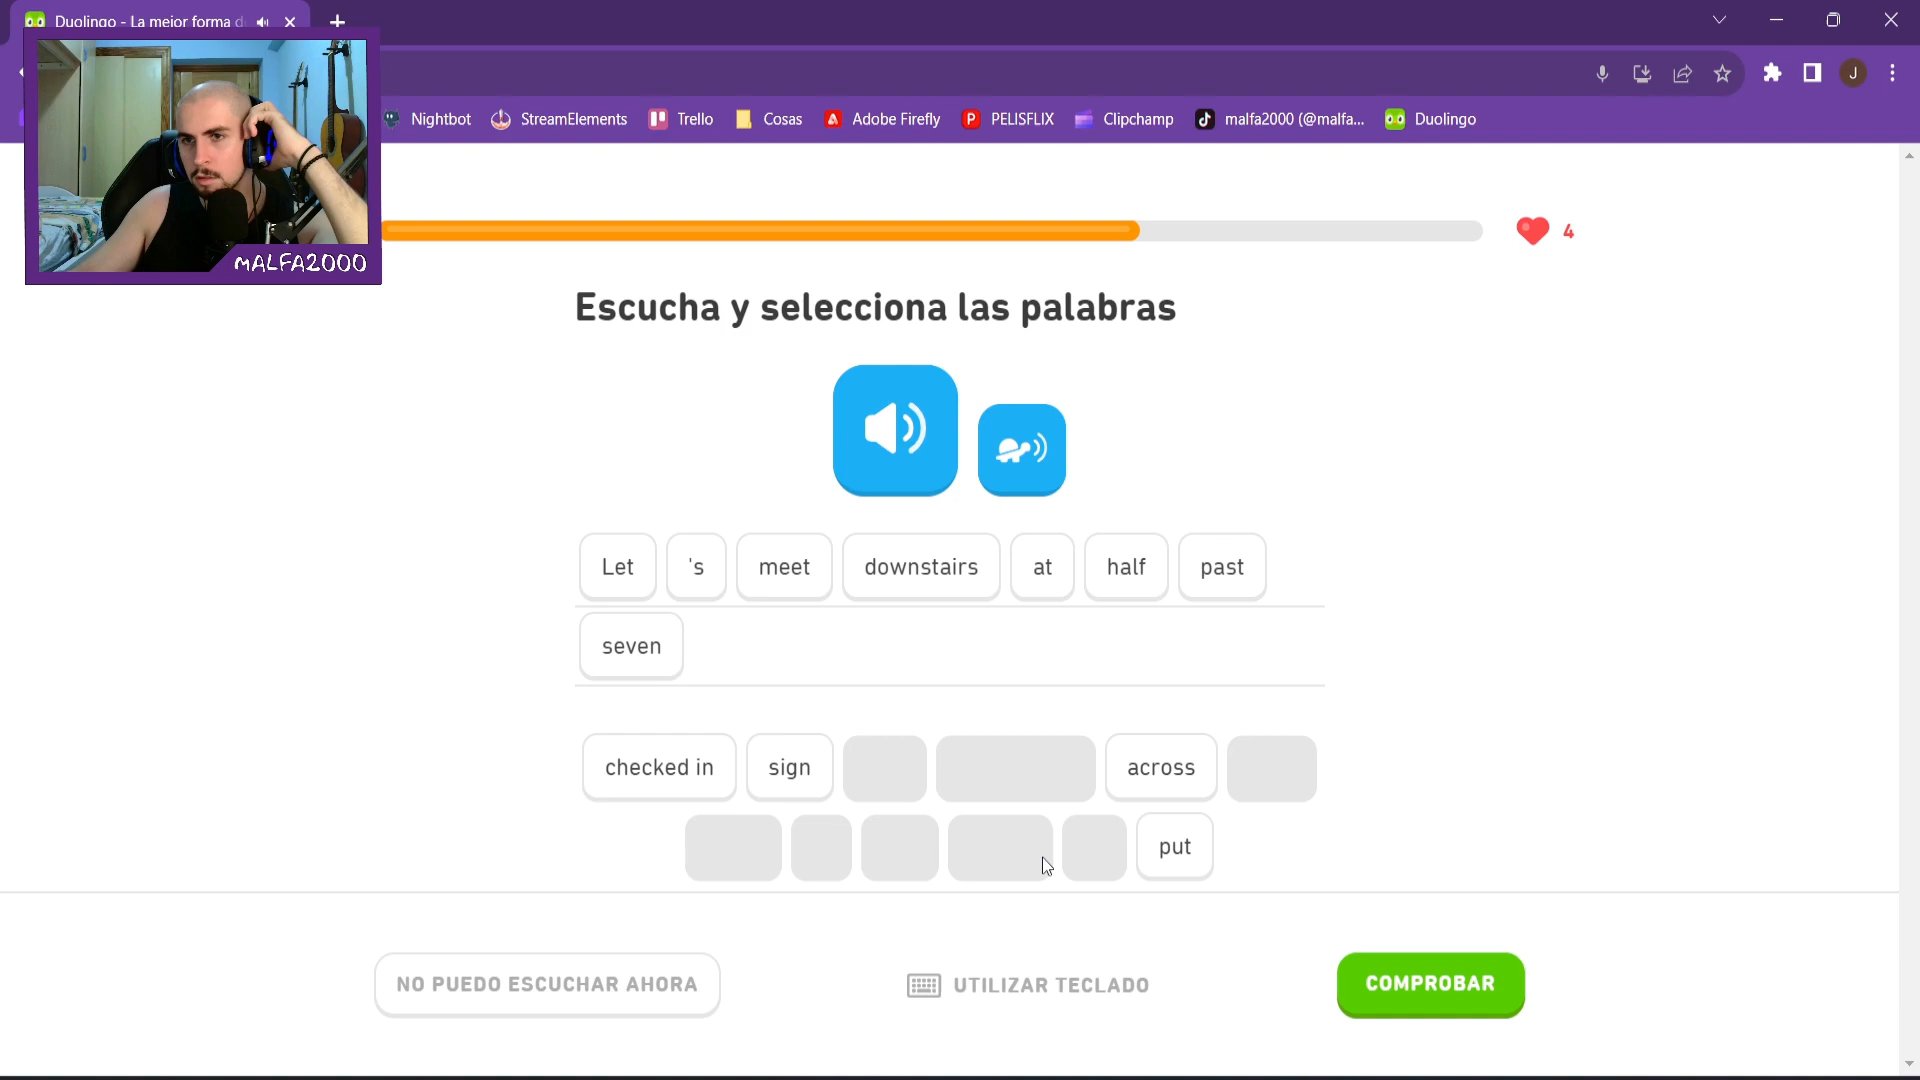 Duolingo - La mejor forma d
J
Nightbot StreamElements Trello Cosas Adobe Firefly PELISFLIX Clipchamp malfa2000 (@malfa... Duolingo
MALFA2000
4
Escucha y selecciona las palabras
Let 's meet downstairs at half past
seven
checked in sign across
put
NO PUEDO ESCUCHAR AHORA UTILIZAR TECLADO COMPROBAR